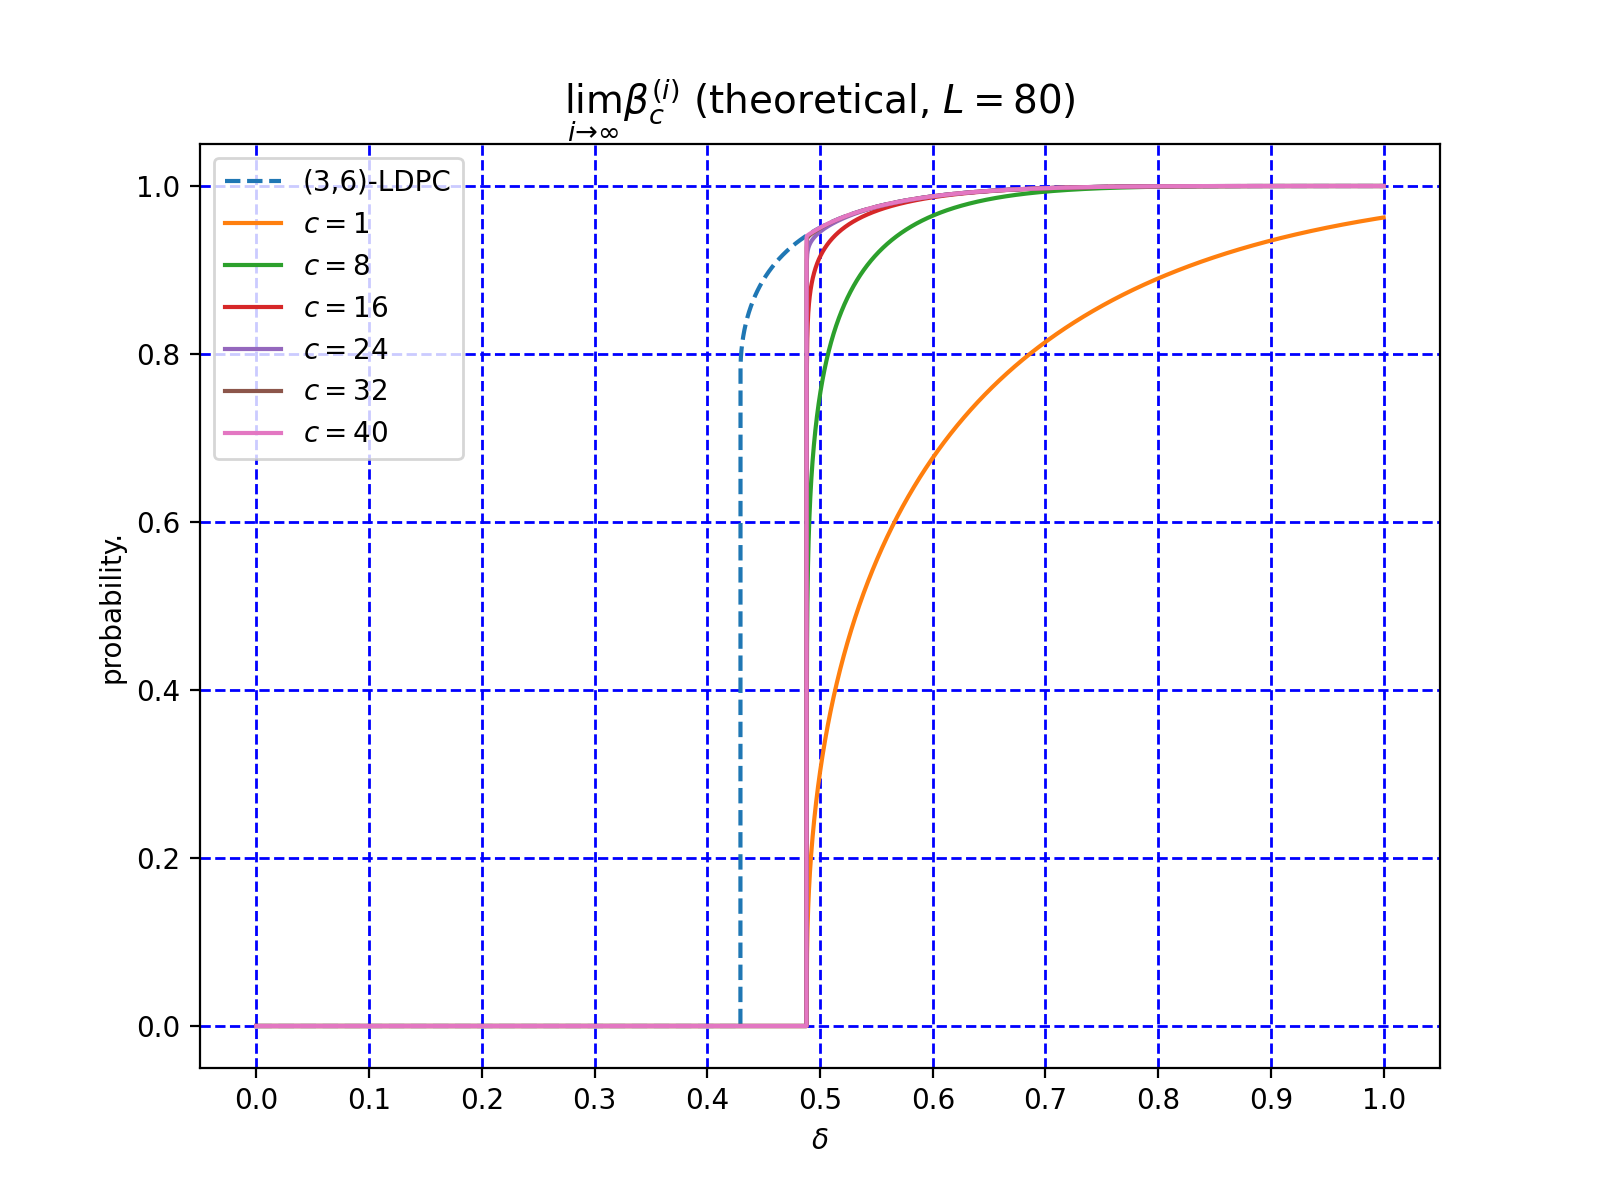 lim β_c^(i) (theoretical, L = 80)
i→∞
(3,6)-LDPC
c = 1
c = 8
c = 16
c = 24
c = 32
c = 40
1.0
0.8
0.6
0.4
0.2
0.0
probability.
0.0 0.1 0.2 0.3 0.4 0.5 0.6 0.7 0.8 0.9 1.0
δ